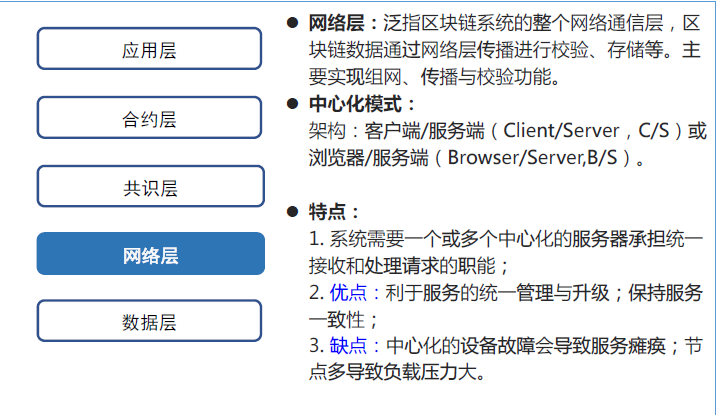 应用层
合约层
共识层
网络层
数据层
● 网络层：泛指区块链系统的整个网络通信层，区
块链数据通过网络层传播进行校验、存储等。主
要实现组网、传播与校验功能。
● 中心化模式：
架构：客户端/服务端（Client/Server，C/S）或
浏览器/服务端（Browser/Server,B/S）。
● 特点：
1. 系统需要一个或多个中心化的服务器承担统一
接收和处理请求的职能；
2. 优点：利于服务的统一管理与升级；保持服务
一致性；
3. 缺点：中心化的设备故障会导致服务瘫痪；节
点多导致负载压力大。